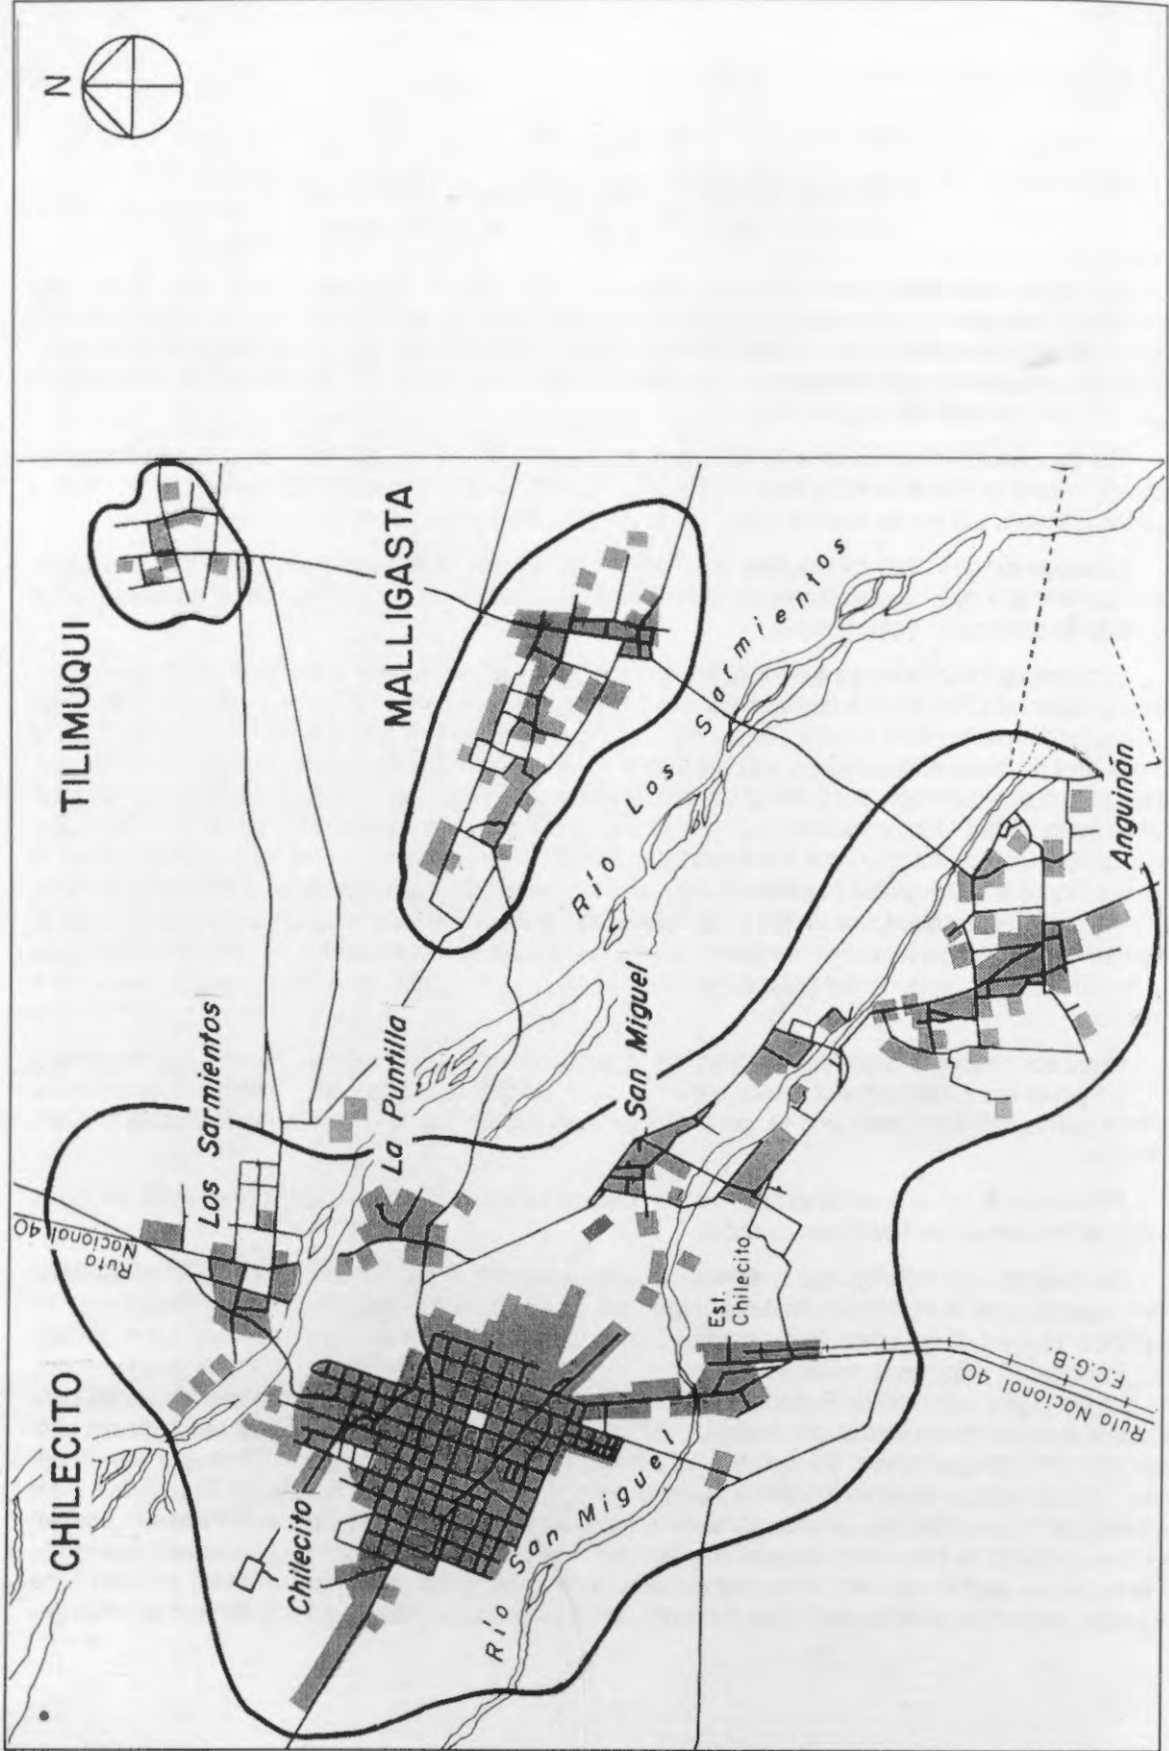 N
TILIMUQUI
MALLIGASTA
CHILECITO
Los Sarmientos
La Puntilla
San Miguel
Anguinán
Chilecito
Río Los Sarmientos
Río San Miguel
Ruta
Nacional 40
Est.
Chilecito
Ruta Nacional 40
F.C.G.B.